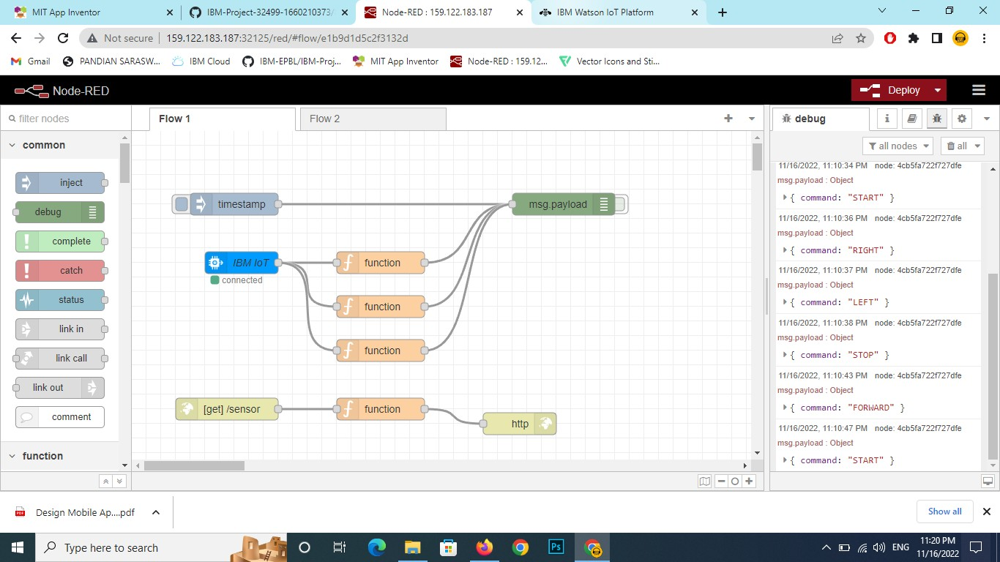 MIT App Inventor
IBM-Project-32499-1660210373/
Node-RED : 159.122.183.187
IBM Watson IoT Platform
Not secure 159.122.183.187:32125/red/#flow/e1b9d1d5c2f3132d
Gmail
PANDIAN SARASW...
IBM Cloud
IBM-EPBL/IBM-Proj...
MIT App Inventor
Node-RED : 159.12...
Vector Icons and Sti...
Node-RED
Deploy
filter nodes
common
inject
debug
complete
catch
status
link in
link call
link out
comment
function
Flow 1
Flow 2
timestamp
msg.payload
IBM IoT
connected
function
function
function
[get] /sensor
function
http
debug
all nodes
all
11/16/2022, 11:10:34 PM node: 4cb5fa722f727dfe
msg.payload : Object
{ command: "START" }
11/16/2022, 11:10:36 PM node: 4cb5fa722f727dfe
msg.payload : Object
{ command: "RIGHT" }
11/16/2022, 11:10:37 PM node: 4cb5fa722f727dfe
msg.payload : Object
{ command: "LEFT" }
11/16/2022, 11:10:38 PM node: 4cb5fa722f727dfe
msg.payload : Object
{ command: "STOP" }
11/16/2022, 11:10:43 PM node: 4cb5fa722f727dfe
msg.payload : Object
{ command: "FORWARD" }
11/16/2022, 11:10:47 PM node: 4cb5fa722f727dfe
msg.payload : Object
{ command: "START" }
PDF
Design Mobile Ap....pdf
Show all
Type here to search
Ps
ENG
11:20 PM
11/16/2022